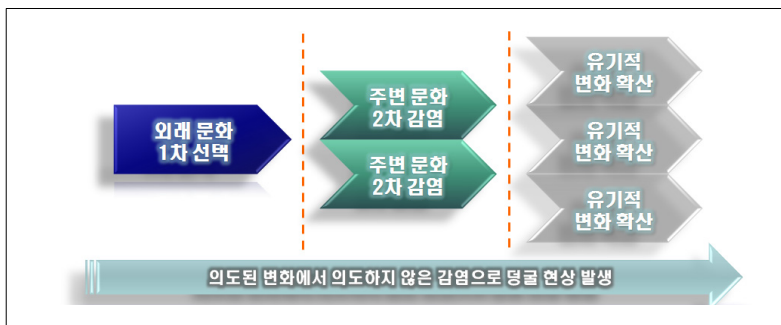 외래 문화
1차 선택
주변 문화
2차 감염
주변 문화
2차 감염
유기적
변화 확산
유기적
변화 확산
유기적
변화 확산
의도된 변화에서 의도하지 않은 감염으로 덩굴 현상 발생